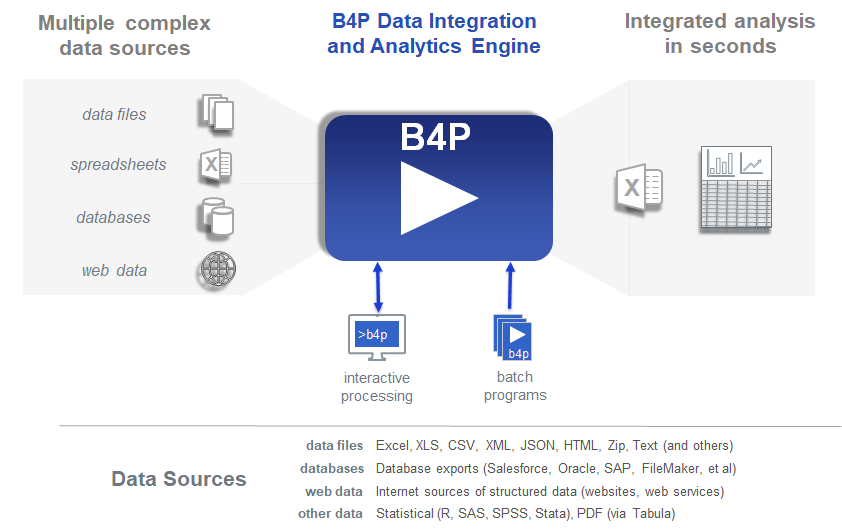 Multiple complex
data sources
B4P Data Integration
and Analytics Engine
Integrated analysis
in seconds
data files
spreadsheets
X
databases
web data
B4P
X
>b4p
b4p
interactive
processing
batch
programs
Data Sources
data files Excel, XLS, CSV, XML, JSON, HTML, Zip, Text (and others)
databases Database exports (Salesforce, Oracle, SAP, FileMaker, et al)
web data Internet sources of structured data (websites, web services)
other data Statistical (R, SAS, SPSS, Stata), PDF (via Tabula)